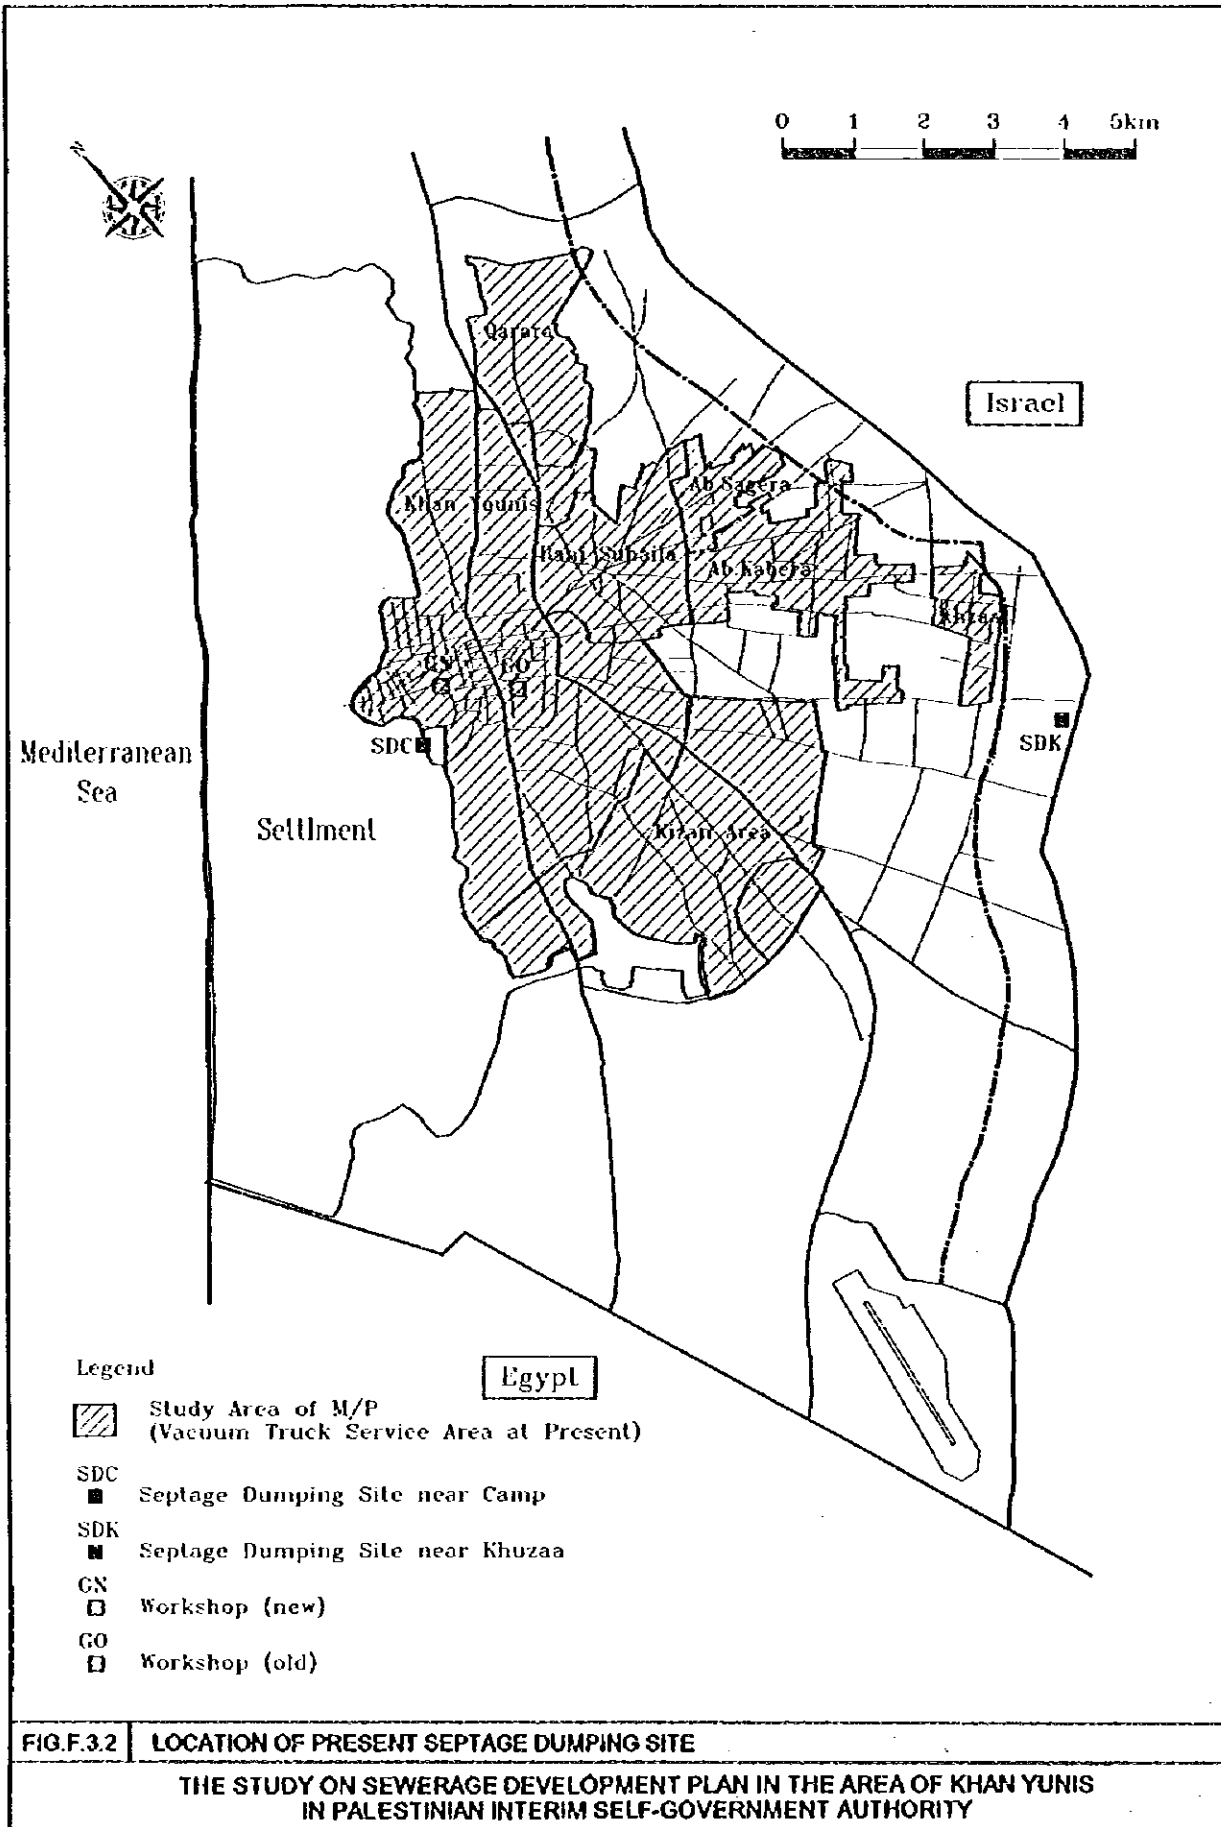 N
0 1 2 3 4 5km
Israel
Qarara
Khan Younis
Ab.Sagera
Bani Suhaila
Ab.Kabera
GN
GO
SDC
SDK
Mediterranean
Sea
Settlment
Kizan Area
Egypt
Legend
Study Area of M/P
(Vacuum Truck Service Area at Present)
SDC
Septage Dumping Site near Camp
SDK
Septage Dumping Site near Khuzaa
GN
Workshop (new)
GO
Workshop (old)
FIG.F.3.2 LOCATION OF PRESENT SEPTAGE DUMPING SITE
THE STUDY ON SEWERAGE DEVELOPMENT PLAN IN THE AREA OF KHAN YUNIS
IN PALESTINIAN INTERIM SELF-GOVERNMENT AUTHORITY